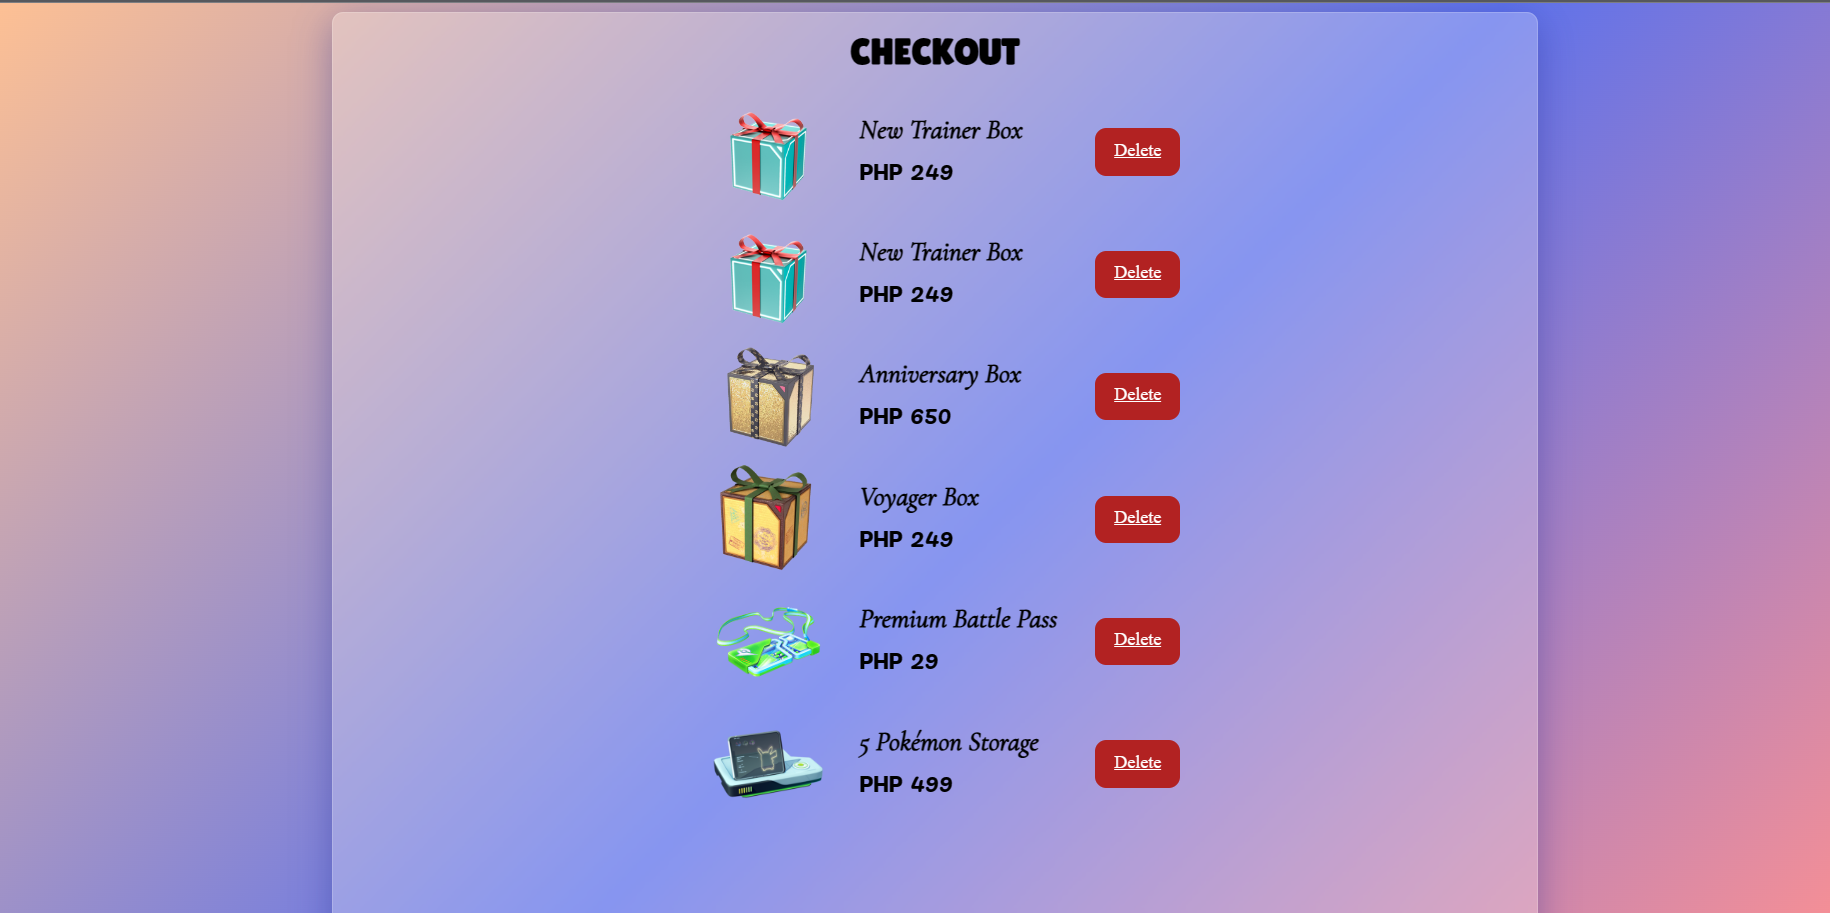 CHECKOUT
New Trainer Box
PHP 249
Delete
New Trainer Box
PHP 249
Delete
Anniversary Box
PHP 650
Delete
Voyager Box
PHP 249
Delete
Premium Battle Pass
PHP 29
Delete
5 Pokémon Storage
PHP 499
Delete